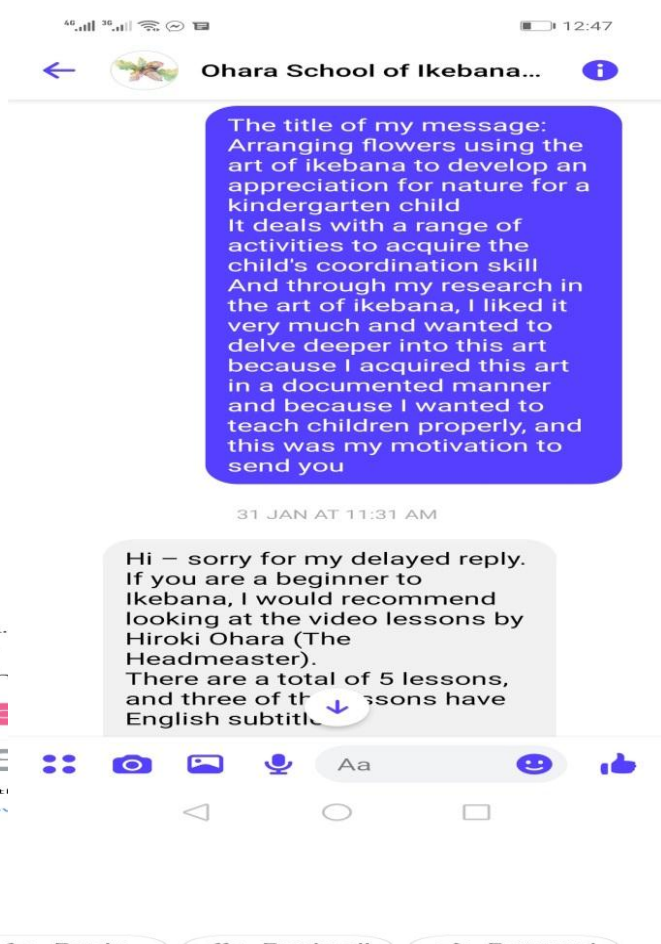 4G 3G 12:47
Ohara School of Ikebana...
The title of my message:
Arranging flowers using the
art of ikebana to develop an
appreciation for nature for a
kindergarten child
It deals with a range of
activities to acquire the
child's coordination skill
And through my research in
the art of ikebana, I liked it
very much and wanted to
delve deeper into this art
because I acquired this art
in a documented manner
and because I wanted to
teach children properly, and
this was my motivation to
send you
31 JAN AT 11:31 AM
Hi – sorry for my delayed reply.
If you are a beginner to
Ikebana, I would recommend
looking at the video lessons by
Hiroki Ohara (The
Headmeaster).
There are a total of 5 lessons,
and three of have
English
Aa